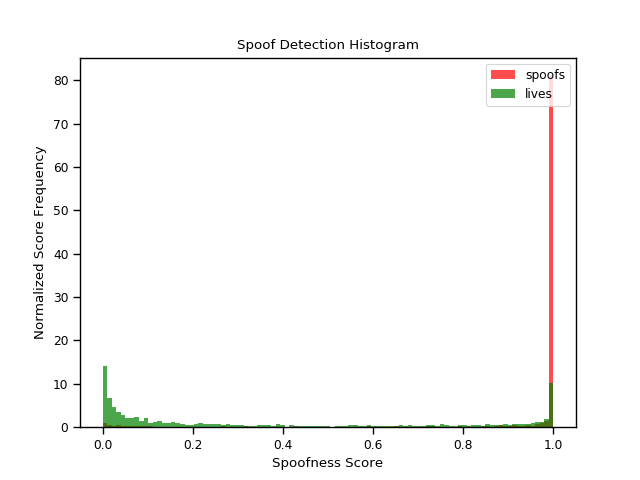 Spoof Detection Histogram
spoofs
lives
Normalized Score Frequency
80
70
60
50
40
30
20
10
0
0.0 0.2 0.4 0.6 0.8 1.0
Spoofness Score